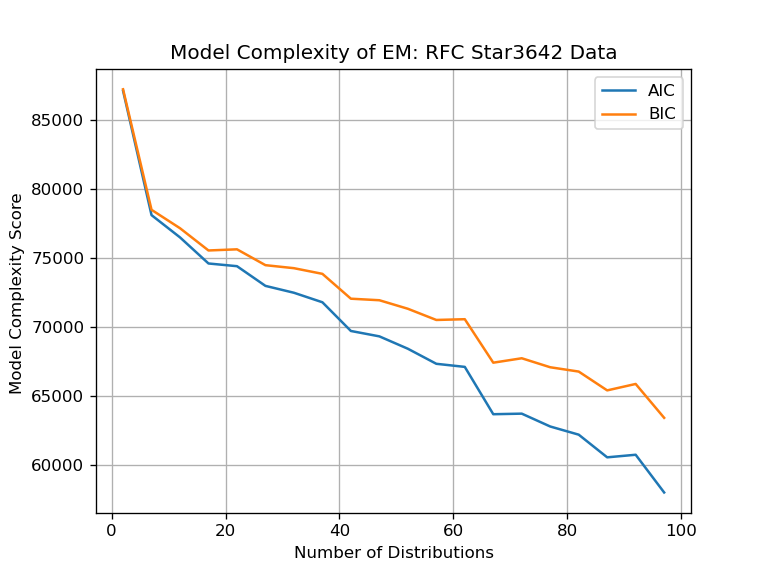 Model Complexity of EM: RFC Star3642 Data
AIC
BIC
85000
80000
75000
70000
65000
60000
Model Complexity Score
0 20 40 60 80 100
Number of Distributions